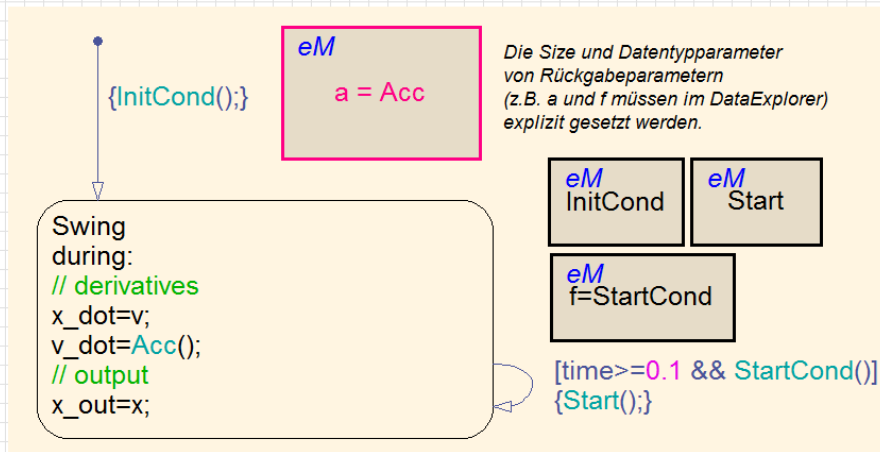 {InitCond();}
eM
a = Acc
Die Size und Datentypparameter
von Rückgabeparametern
(z.B. a und f müssen im DataExplorer)
explizit gesetzt werden.
eM
InitCond
eM
Start
eM
f=StartCond
Swing
during:
// derivatives
x_dot=v;
v_dot=Acc();
// output
x_out=x;
[time>=0.1 && StartCond()]
{Start();}